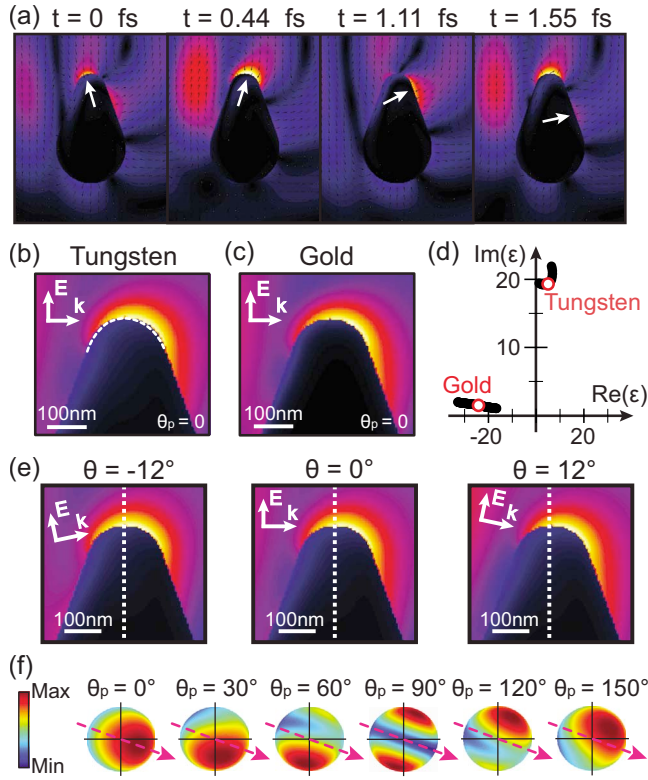 (a) t = 0 fs t = 0.44 fs t = 1.11 fs t = 1.55 fs
(b) Tungsten (c) Gold (d) Im(ε)
E
k
100nm
θp = 0
E
k
100nm
θp = 0
20
Tungsten
10
Gold
Re(ε)
-20 20
(e) θ = -12° θ = 0° θ = 12°
E
k
100nm
E
k
100nm
E
k
100nm
(f)
Max
Min
θp = 0° θp = 30° θp = 60° θp = 90° θp = 120° θp = 150°